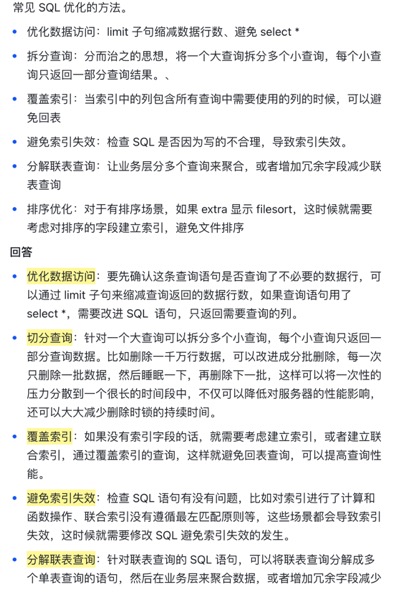 常见 SQL 优化的方法。
• 优化数据访问：limit 子句缩减数据行数、避免 select *
• 拆分查询：分而治之的思想，将一个大查询拆分多个小查询，每个小查
询只返回一部分查询结果。、
• 覆盖索引：当索引中的列包含所有查询中需要使用的列的时候，可以避
免回表
• 避免索引失效：检查 SQL 是否因为写的不合理，导致索引失效。
• 分解联表查询：让业务层分多个查询来聚合，或者增加冗余字段减少联
表查询
• 排序优化：对于有排序场景，如果 extra 显示 filesort，这时候就需要
考虑对排序的字段建立索引，避免文件排序
回答
• 优化数据访问：要先确认这条查询语句是否查询了不必要的数据行，可
以通过 limit 子句来缩减查询返回的数据行数，如果查询语句用了
select *，需要改进 SQL 语句，只返回需要查询的列。
• 切分查询：针对一个大查询可以拆分多个小查询，每个小查询只返回一
部分查询数据。比如删除一千万行数据，可以改进成分批删除，每一次
只删除一批数据，然后睡眠一下，再删除下一批，这样可以将一次性的
压力分散到一个很长的时间段中，不仅可以降低对服务器的性能影响，
还可以大大减少删除时锁的持续时间。
• 覆盖索引：如果没有索引字段的话，就需要考虑建立索引，或者建立联
合索引，通过覆盖索引的查询，这样就避免回表查询，可以提高查询性
能。
• 避免索引失效：检查 SQL 语句有没有问题，比如对索引进行了计算和
函数操作、联合索引没有遵循最左匹配原则等，这些场景都会导致索引
失效，这时候就需要修改 SQL 避免索引失效的发生。
• 分解联表查询：针对联表查询的 SQL 语句，可以将联表查询分解成多
个单表查询的语句，然后在业务层来聚合数据，或者增加冗余字段减少